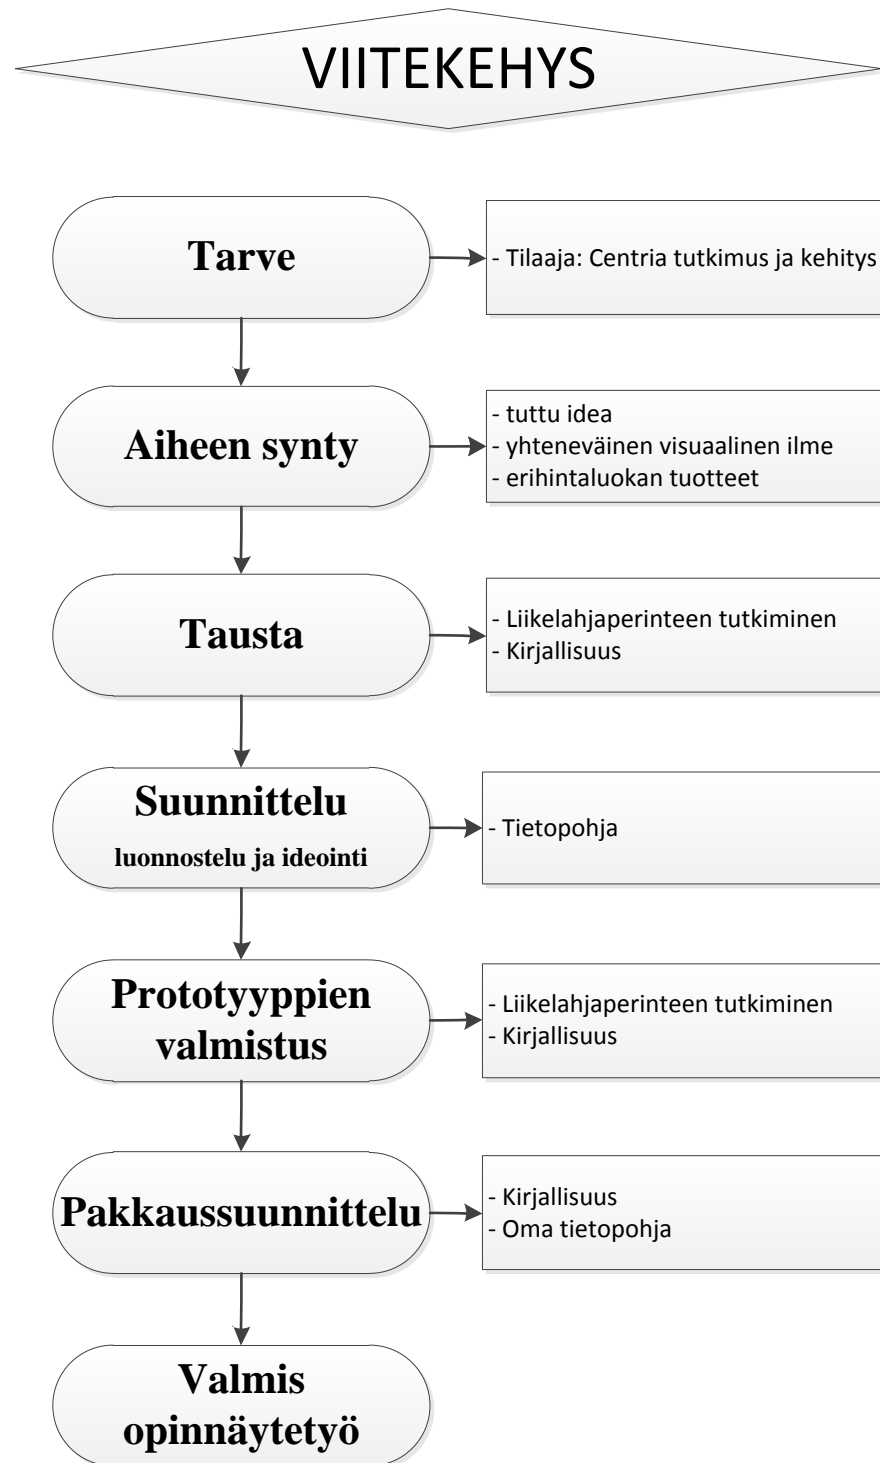 VIITEKEHYS
Tarve
- Tilaaja: Centria tutkimus ja kehitys
Aiheen synty
- tuttu idea
- yhteneväinen visuaalinen ilme
- erihintaluokan tuotteet
Tausta
- Liikelahjaperinteen tutkiminen
- Kirjallisuus
Suunnittelu
luonnostelu ja ideointi
- Tietopohja
Prototyyppien
valmistus
- Liikelahjaperinteen tutkiminen
- Kirjallisuus
Pakkaussuunnittelu
- Kirjallisuus
- Oma tietopohja
Valmis
opinnäytetyö